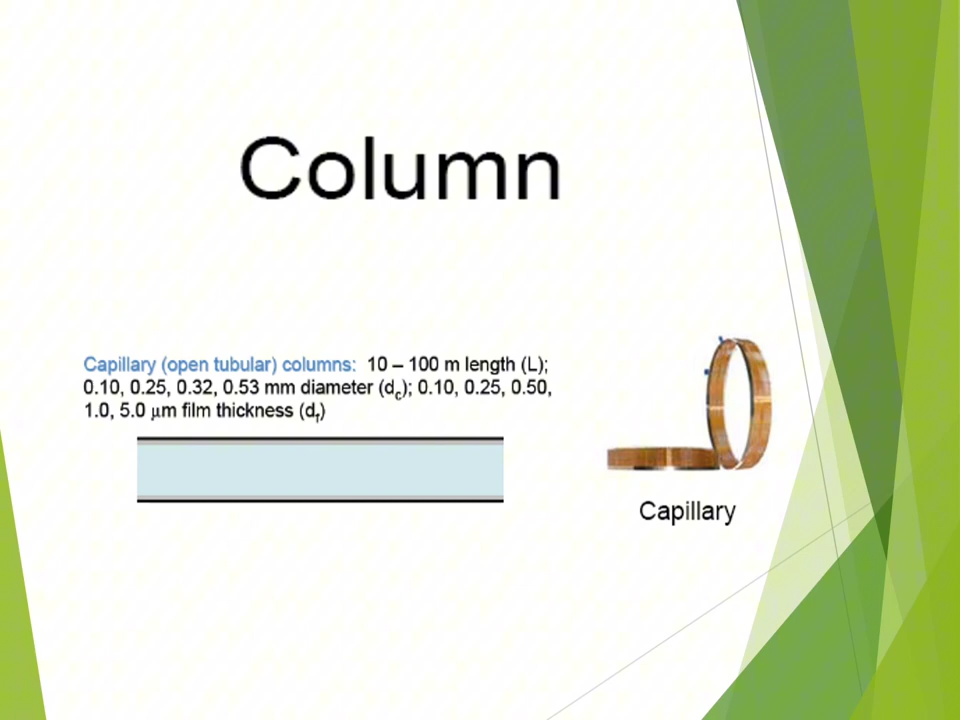 Column
Capillary (open tubular) columns: 10 – 100 m length (L);
0.10, 0.25, 0.32, 0.53 mm diameter (dc); 0.10, 0.25, 0.50,
1.0, 5.0 μm film thickness (df)
Capillary